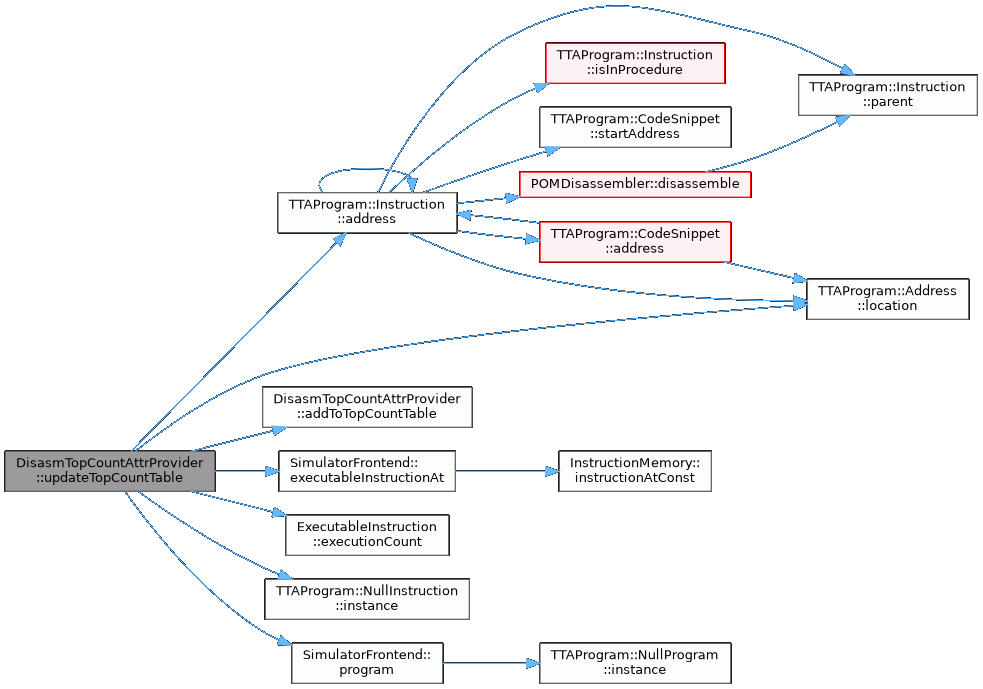 TTAProgram::Instruction
::isInProcedure
TTAProgram::Instruction
::parent
TTAProgram::CodeSnippet
::startAddress
POMDisassembler::disassemble
TTAProgram::Instruction
::address
TTAProgram::CodeSnippet
::address
TTAProgram::Address
::location
DisasmTopCountAttrProvider
::addToTopCountTable
DisasmTopCountAttrProvider
::updateTopCountTable
SimulatorFrontend::
executableInstructionAt
InstructionMemory::
instructionAtConst
ExecutableInstruction
::executionCount
TTAProgram::NullInstruction
::instance
SimulatorFrontend::
program
TTAProgram::NullProgram
::instance